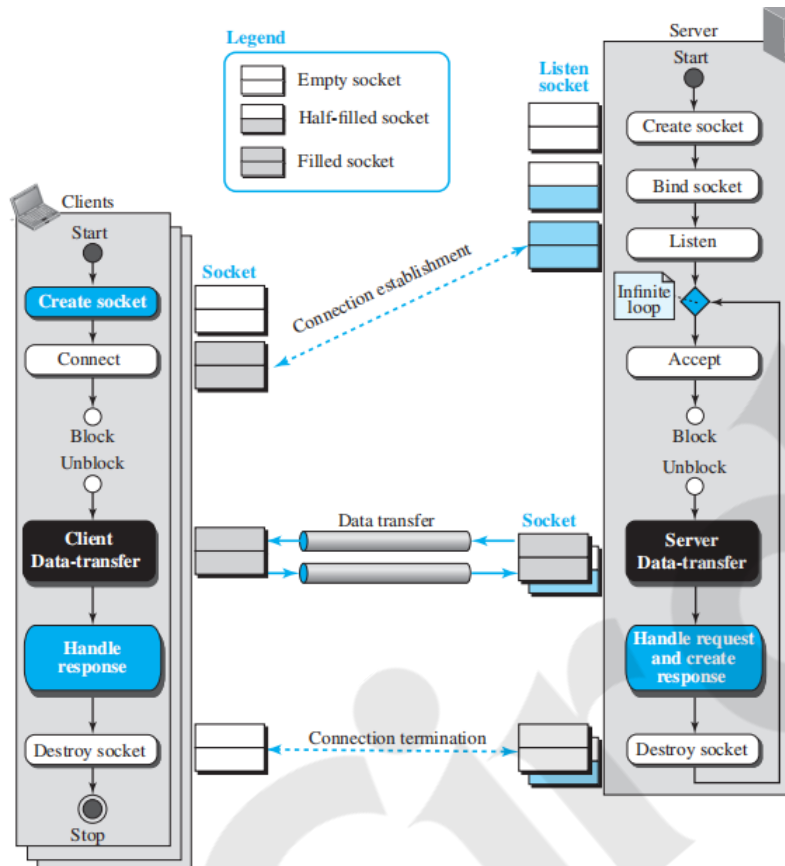 Legend
Empty socket
Half-filled socket
Filled socket
Clients
Start
Create socket
Connect
Block
Unblock
Client
Data-transfer
Handle
response
Destroy socket
Stop
Socket
Connection establishment
Data transfer
Connection termination
Listen
socket
Socket
Server
Start
Create socket
Bind socket
Listen
Infinite
loop
Accept
Block
Unblock
Server
Data-transfer
Handle request
and create
response
Destroy socket